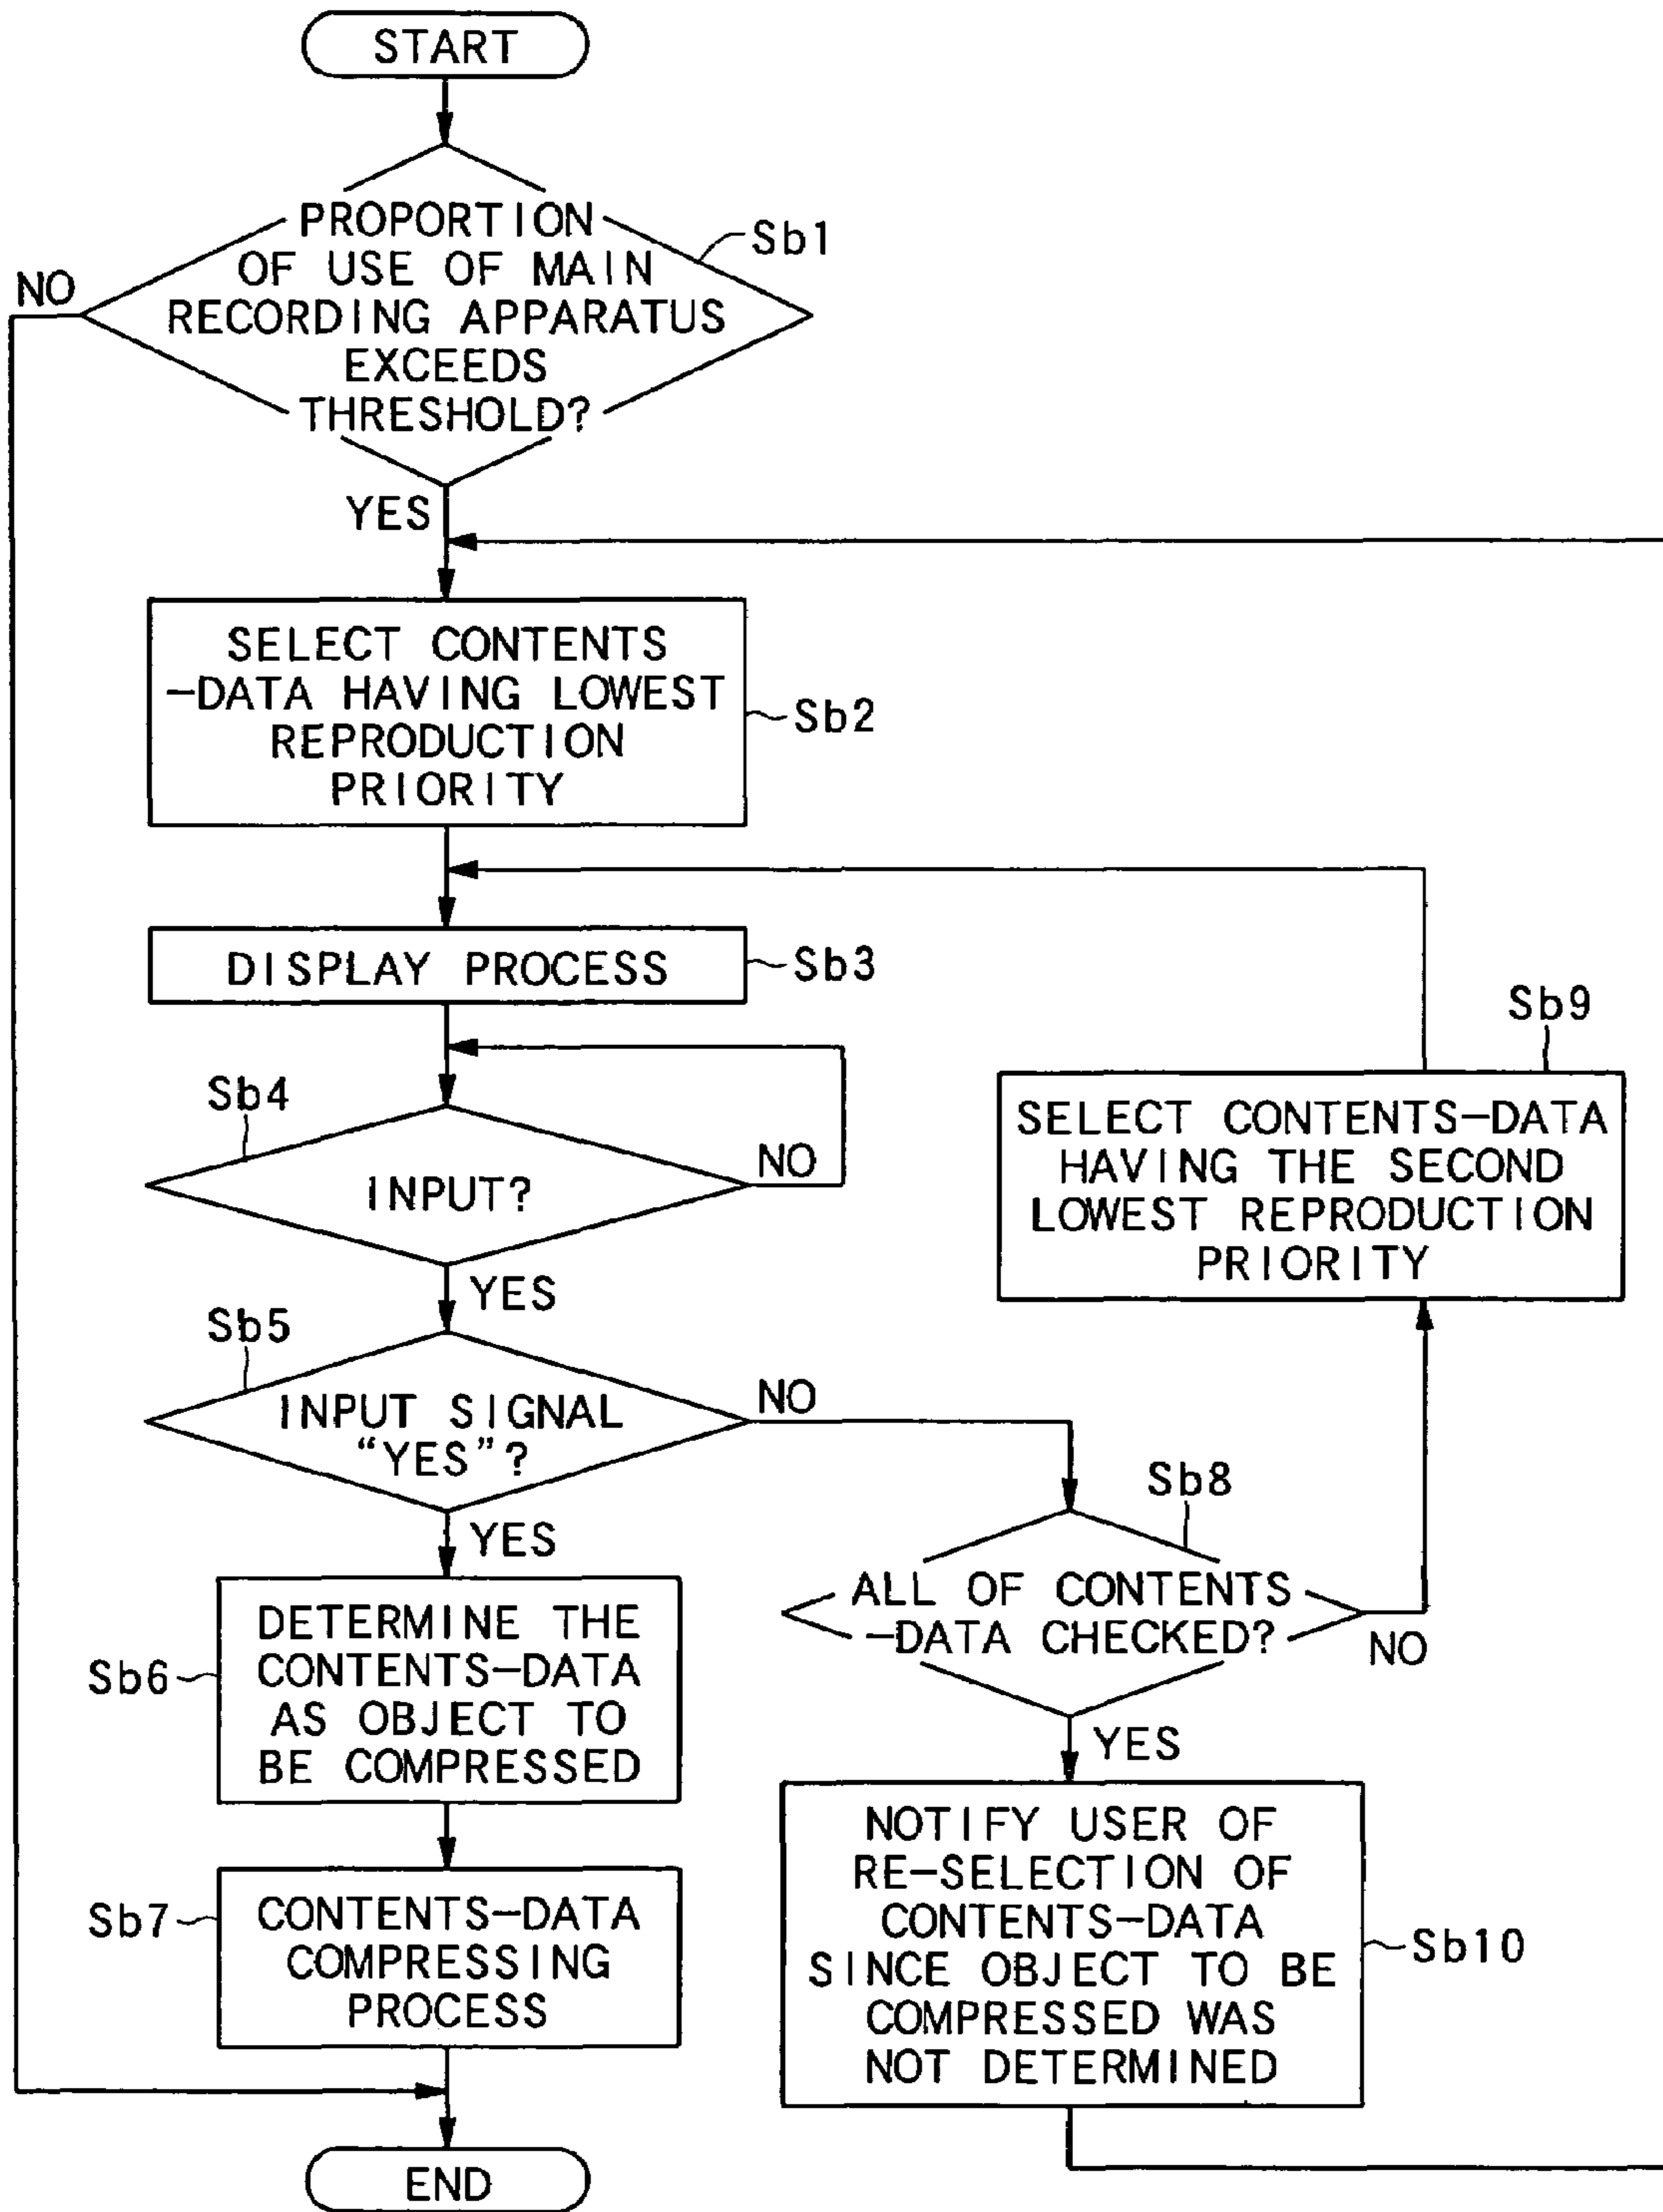 START
PROPORTION
OF USE OF MAIN
RECORDING APPARATUS
EXCEEDS
THRESHOLD?
Sb1
NO
YES
SELECT CONTENTS
-DATA HAVING LOWEST
REPRODUCTION
PRIORITY
Sb2
DISPLAY PROCESS
Sb3
Sb4
INPUT?
NO
YES
Sb5
INPUT SIGNAL
“YES”?
NO
YES
Sb6
DETERMINE THE
CONTENTS-DATA
AS OBJECT TO
BE COMPRESSED
Sb7
CONTENTS-DATA
COMPRESSING
PROCESS
END
Sb8
ALL OF CONTENTS
-DATA CHECKED?
NO
YES
Sb9
SELECT CONTENTS-DATA
HAVING THE SECOND
LOWEST REPRODUCTION
PRIORITY
NOTIFY USER OF
RE-SELECTION OF
CONTENTS-DATA
SINCE OBJECT TO BE
COMPRESSED WAS
NOT DETERMINED
Sb10